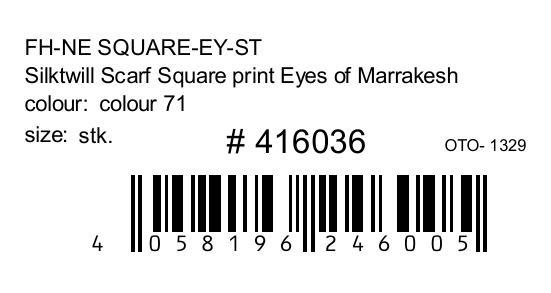 FH-NE SQUARE-EY-ST
Silktwill Scarf Square print Eyes of Marrakesh
colour: colour 71
size: stk. # 416036 OTO- 1329
4 058196 246005